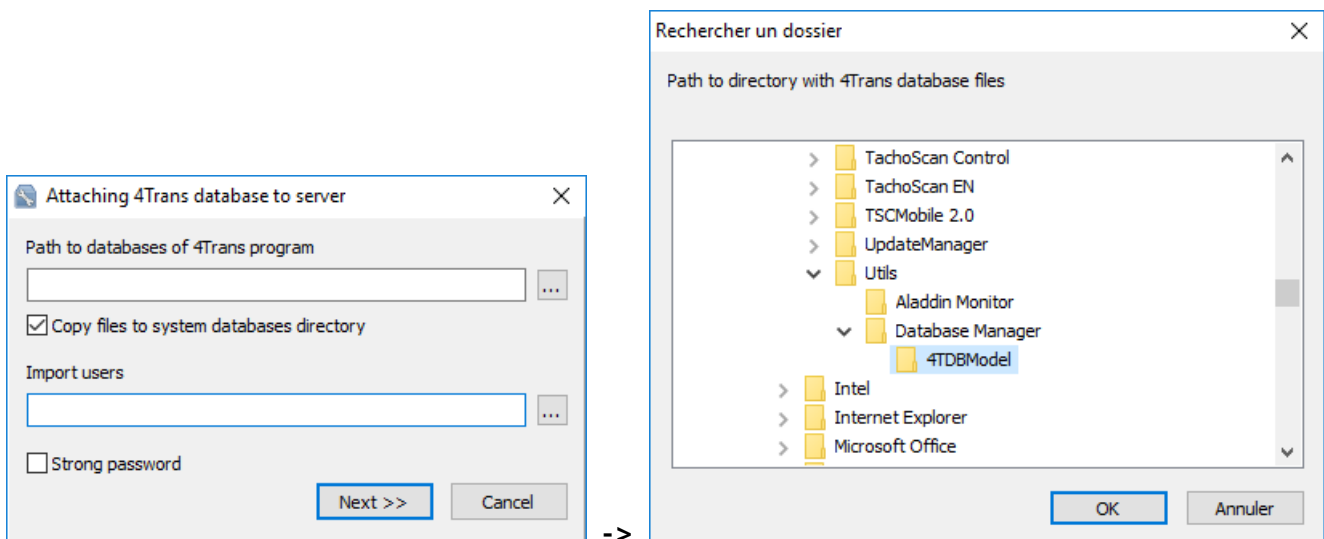 Attaching 4Trans database to server
Path to databases of 4Trans program
...
Copy files to system databases directory
Import users
...
Strong password
Next >>
Cancel
->
Rechercher un dossier
Path to directory with 4Trans database files
TachoScan Control
TachoScan EN
TSCMobile 2.0
UpdateManager
Utils
Aladdin Monitor
Database Manager
4TDBModel
Intel
Internet Explorer
Microsoft Office
OK
Annuler